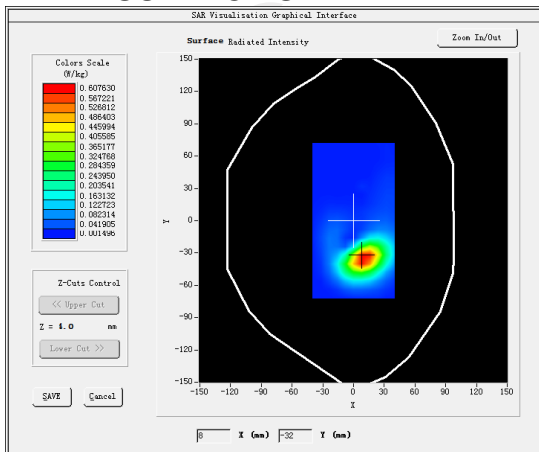 SAR Visualisation Graphical Interface
Surface Radiated Intensity
Zoom In/Out
Colors Scale
(W/kg)
0.607630
0.567221
0.526812
0.486403
0.445994
0.405585
0.365177
0.324768
0.284359
0.243950
0.203541
0.163132
0.122723
0.082314
0.041905
0.001496
150
120
90
60
30
0
-30
-60
-90
-120
-150
Y
-150 -120 -90 -60 -30 0 30 60 90 120 150
X
Z-Cuts Control
<< Upper Cut
Z = 4.0 mm
Lower Cut >>
SAVE Cancel
8 X (mm) -32 Y (mm)